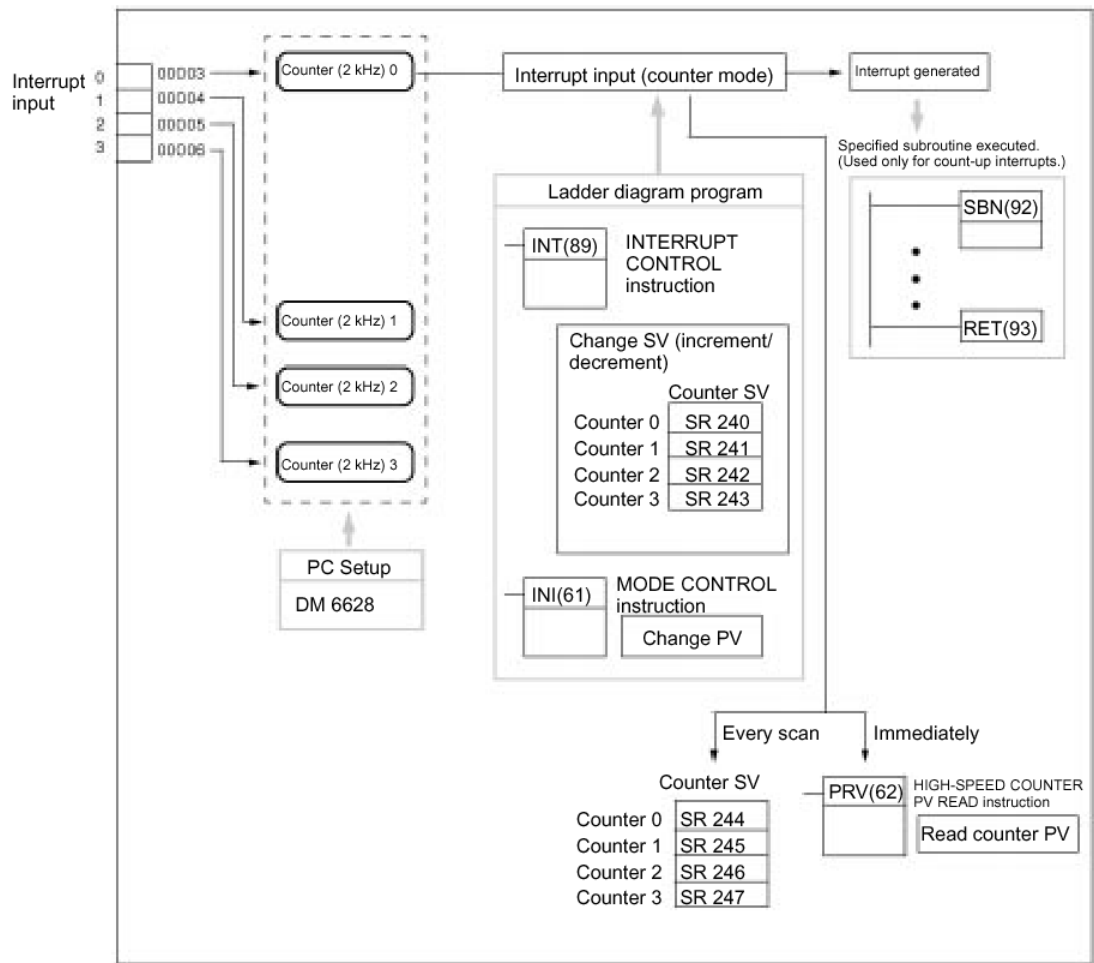 Interrupt
input
0
1
2
3
00003
00004
00005
00006
Counter (2 kHz) 0
Counter (2 kHz) 1
Counter (2 kHz) 2
Counter (2 kHz) 3
PC Setup
DM 6628
Interrupt input (counter mode)
Interrupt generated
Specified subroutine executed.
(Used only for count-up interrupts.)
SBN(92)
RET(93)
Ladder diagram program
INT(89)
INTERRUPT
CONTROL
instruction
Change SV (increment/
decrement)
Counter SV
Counter 0 SR 240
Counter 1 SR 241
Counter 2 SR 242
Counter 3 SR 243
INI(61)
MODE CONTROL
instruction
Change PV
Every scan
Immediately
Counter SV
Counter 0 SR 244
Counter 1 SR 245
Counter 2 SR 246
Counter 3 SR 247
PRV(62)
HIGH-SPEED COUNTER
PV READ instruction
Read counter PV